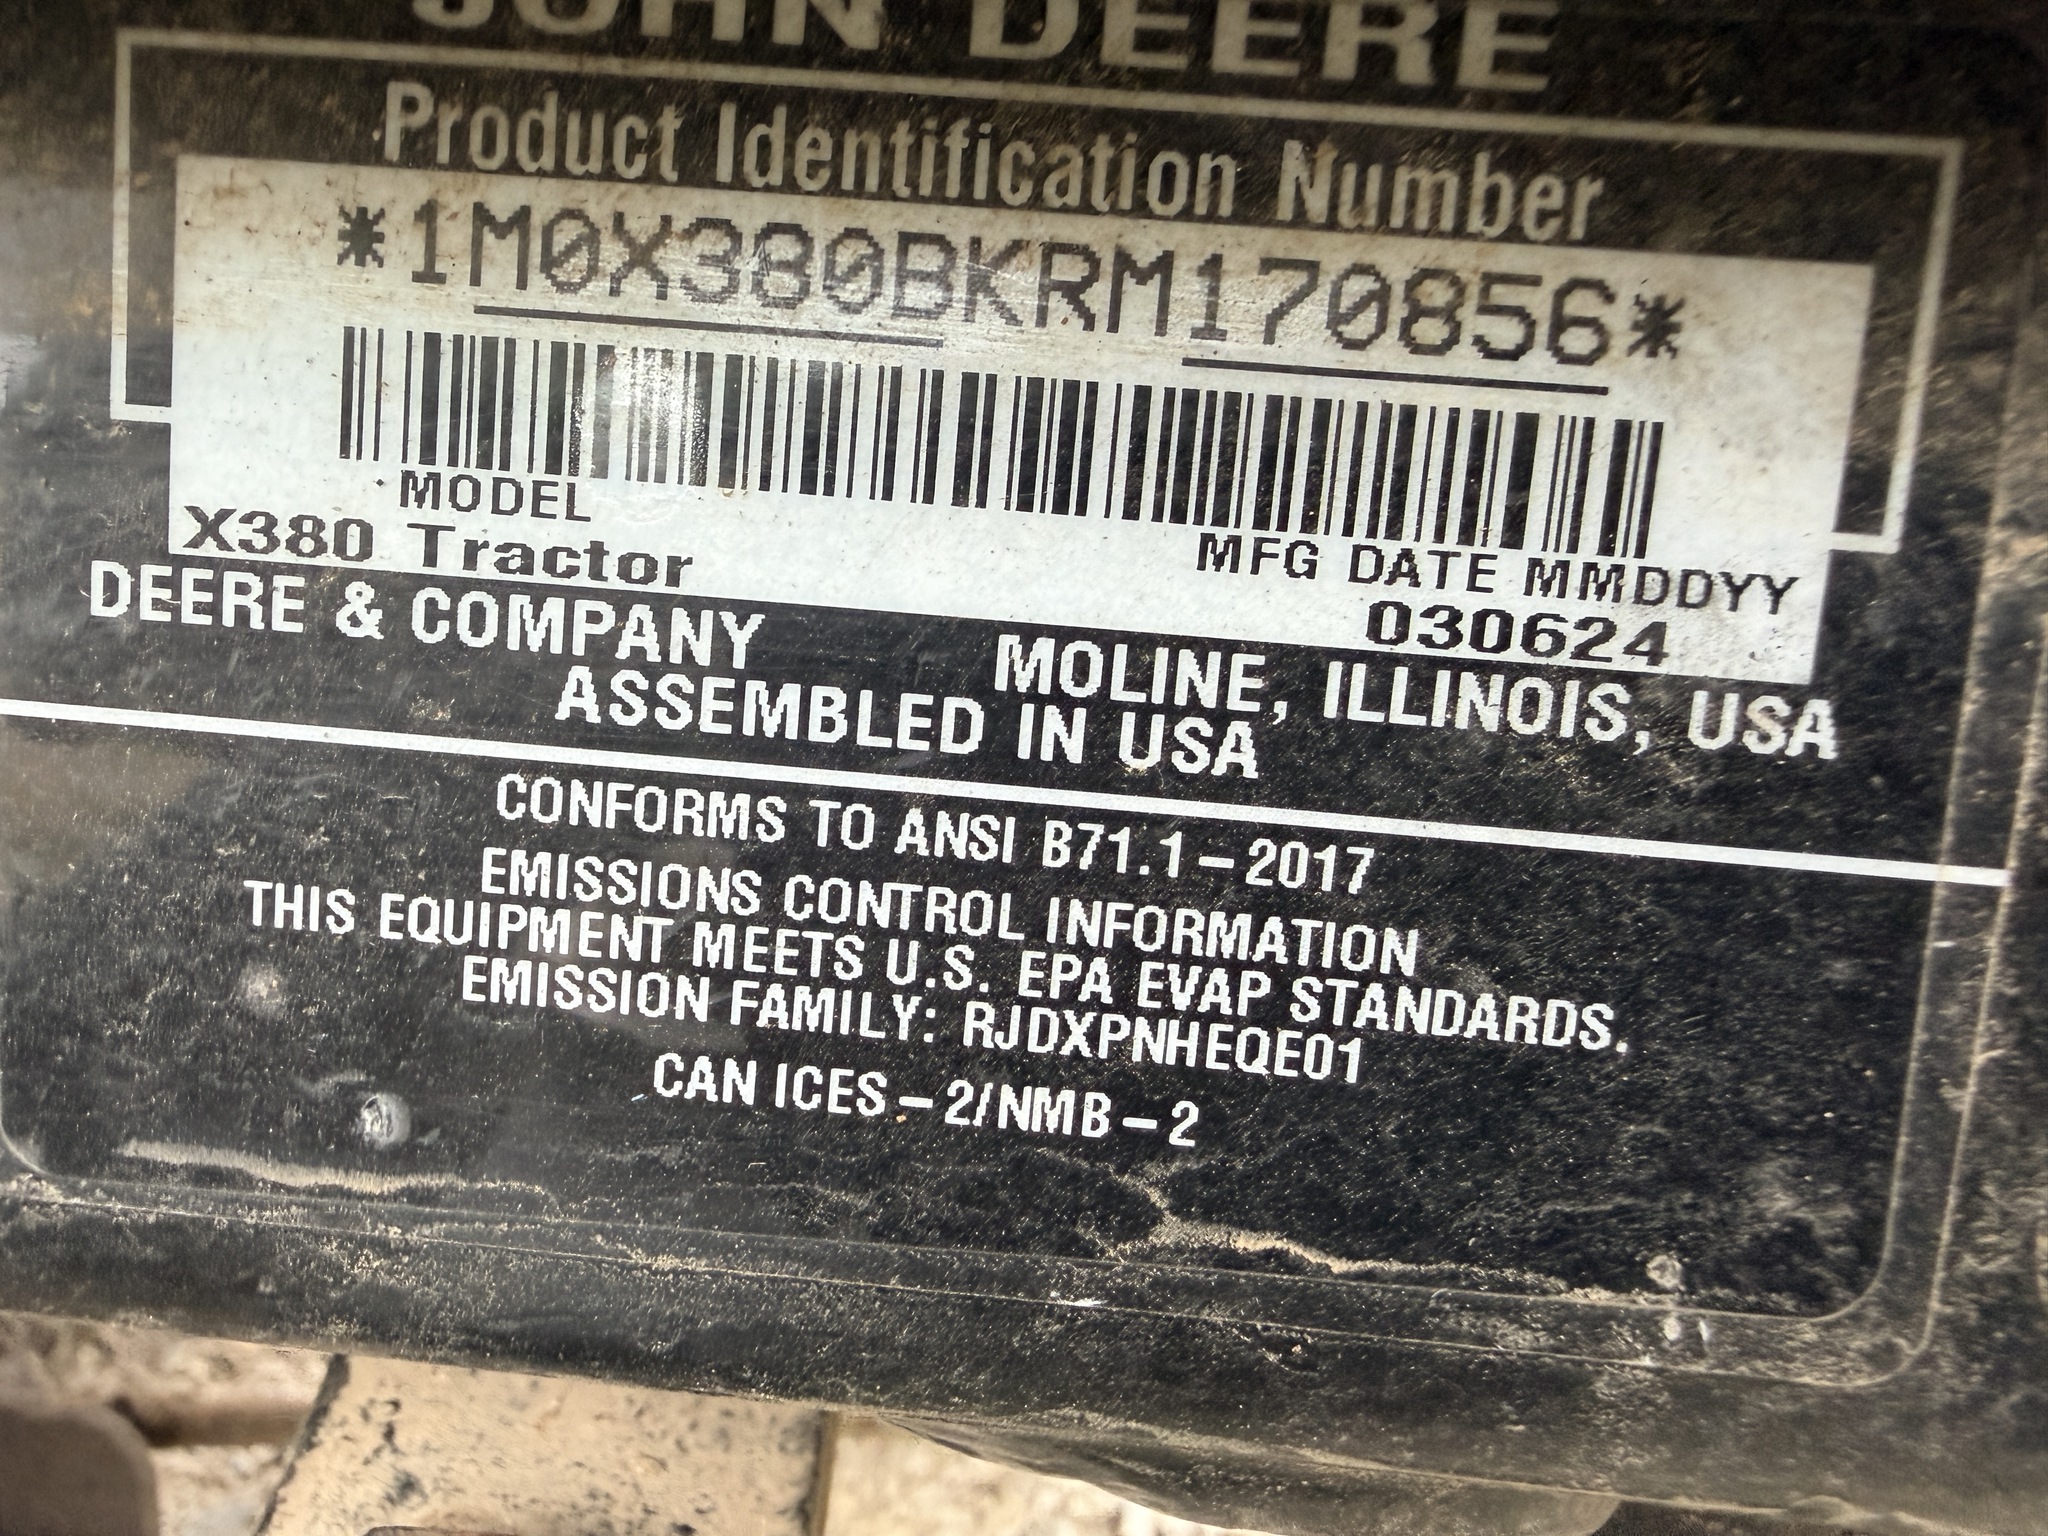 JOHN DEERE
Product Identification Number
*1M0X380BKRM170856*
MODEL
X380 Tractor
MFG DATE MMDDYY
030624
DEERE & COMPANY MOLINE, ILLINOIS, USA
ASSEMBLED IN USA
CONFORMS TO ANSI B71.1-2017
EMISSIONS CONTROL INFORMATION
THIS EQUIPMENT MEETS U.S. EPA EVAP STANDARDS.
EMISSION FAMILY: RJDXPNHEQE01
CAN ICES-2/NMB-2